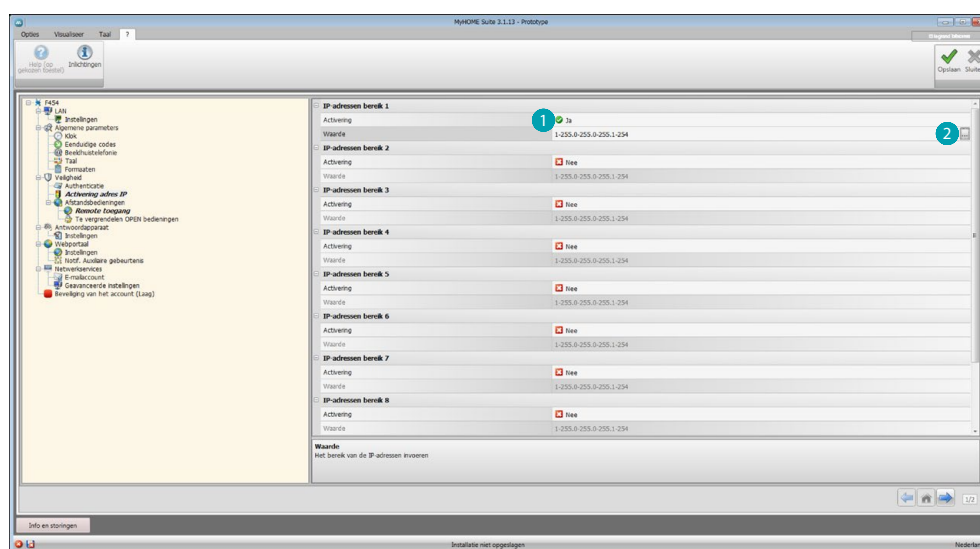 MyHOME Suite 3.1.13 - Prototype
Opties Visualiseer Taal ?
Help (op gekozen toestel)
Inlichtingen
Opslaan Sluite
F454
LAN
Instellingen
Algemene parameters
Klok
Eenduidige codes
Beeldhuistelefonie
Taal
Formaaten
Veiligheid
Authenticatie
Activering adres IP
Afstandsbedieningen
Remote toegang
Te vergrendelen OPEN bedieningen
Antwoordapparaat
Instellingen
Webportaal
Instellingen
Notif. Auxiliare gebeurtenis
Netwerkservices
E-mailaccount
Geavanceerde instellingen
Beveiliging van het account (Laag)
IP-adressen bereik 1
Activering 1 Ja
Waarde 1-255.0-255.0-255.1-254 2 ...
IP-adressen bereik 2
Activering Nee
Waarde 1-255.0-255.0-255.1-254
IP-adressen bereik 3
Activering Nee
Waarde 1-255.0-255.0-255.1-254
IP-adressen bereik 4
Activering Nee
Waarde 1-255.0-255.0-255.1-254
IP-adressen bereik 5
Activering Nee
Waarde 1-255.0-255.0-255.1-254
IP-adressen bereik 6
Activering Nee
Waarde 1-255.0-255.0-255.1-254
IP-adressen bereik 7
Activering Nee
Waarde 1-255.0-255.0-255.1-254
IP-adressen bereik 8
Activering Nee
Waarde 1-255.0-255.0-255.1-254
Waarde
Het bereik van de IP-adressen invoeren
1/2
Info en storingen
Installatie niet opgeslagen
Nederlan